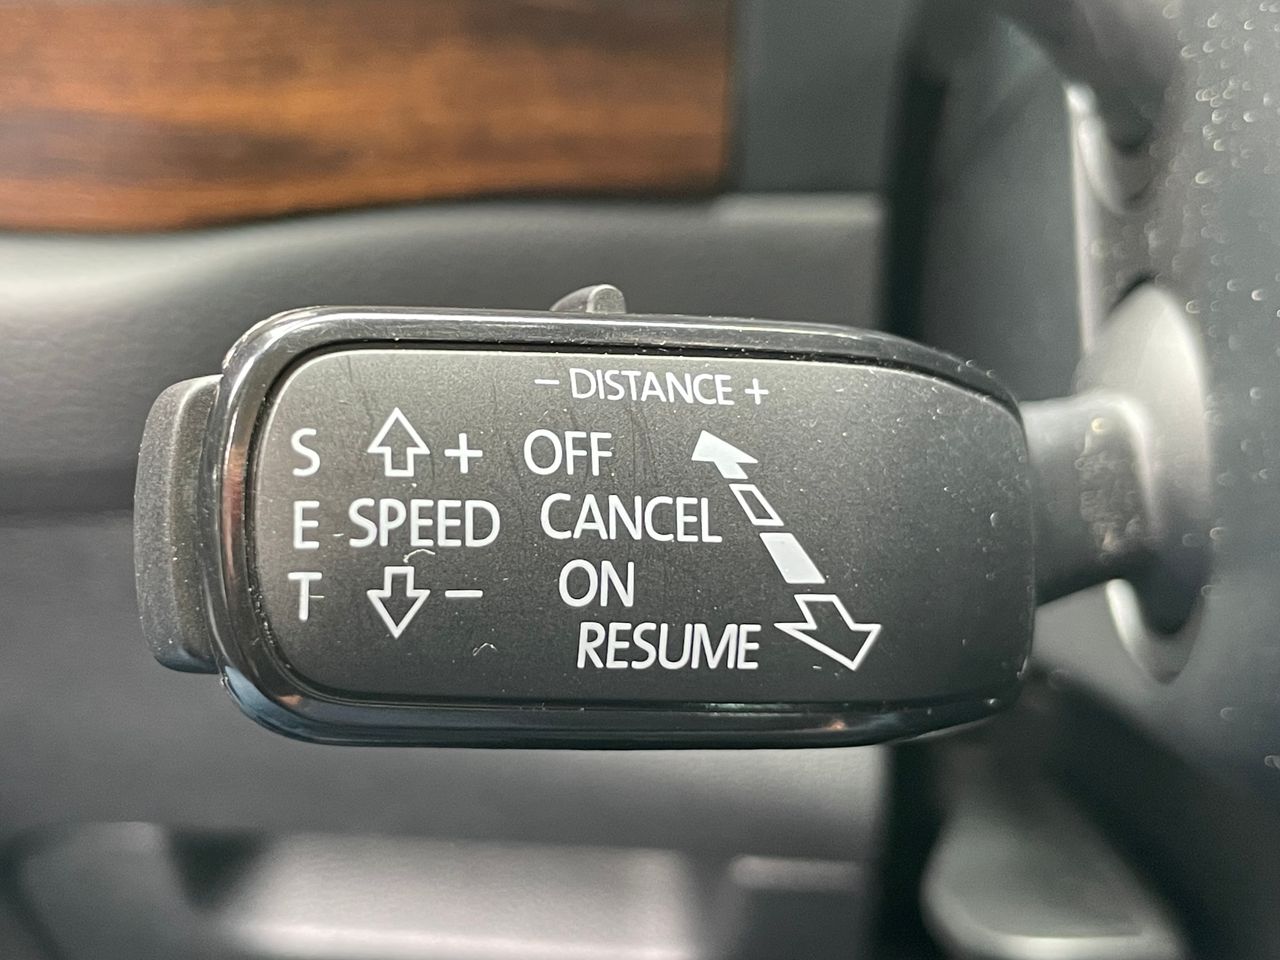 – DISTANCE +
S + OFF
E SPEED CANCEL
T – ON
RESUME